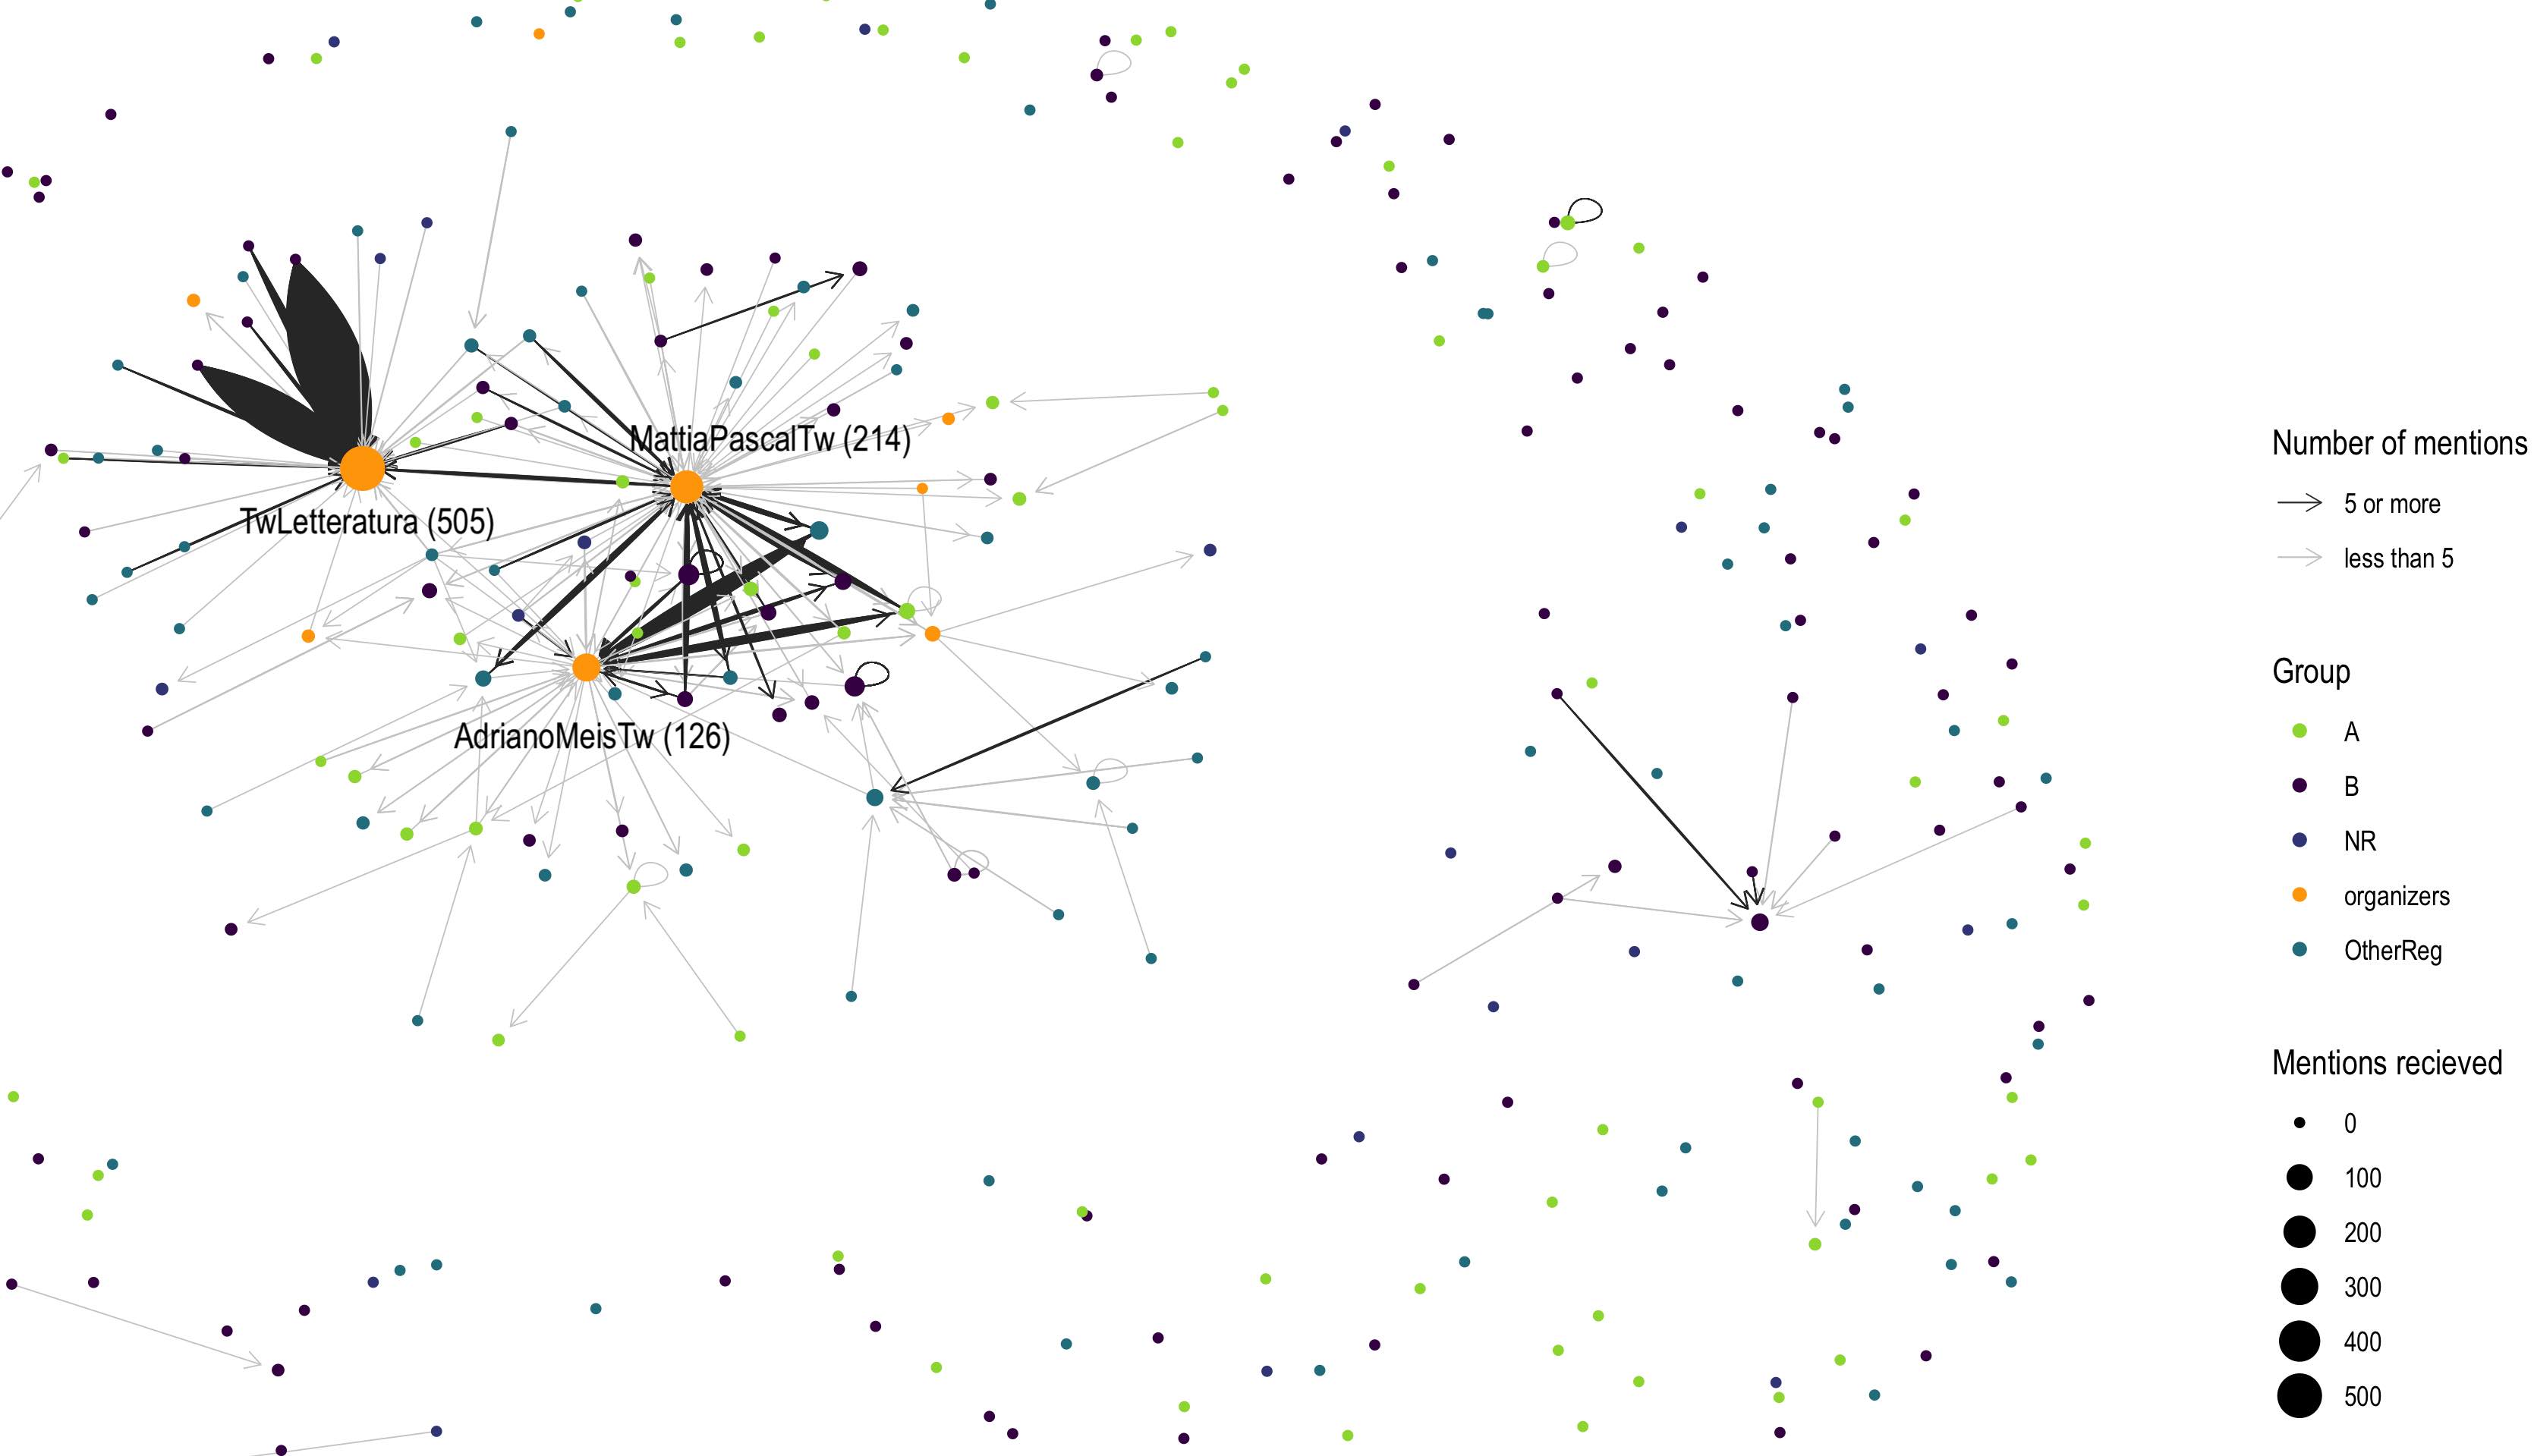 MattiaPascalTw (214)
TwLetteratura (505)
AdrianoMeisTw (126)
Number of mentions
5 or more
less than 5
Group
A
B
NR
organizers
OtherReg
Mentions recieved
0
100
200
300
400
500